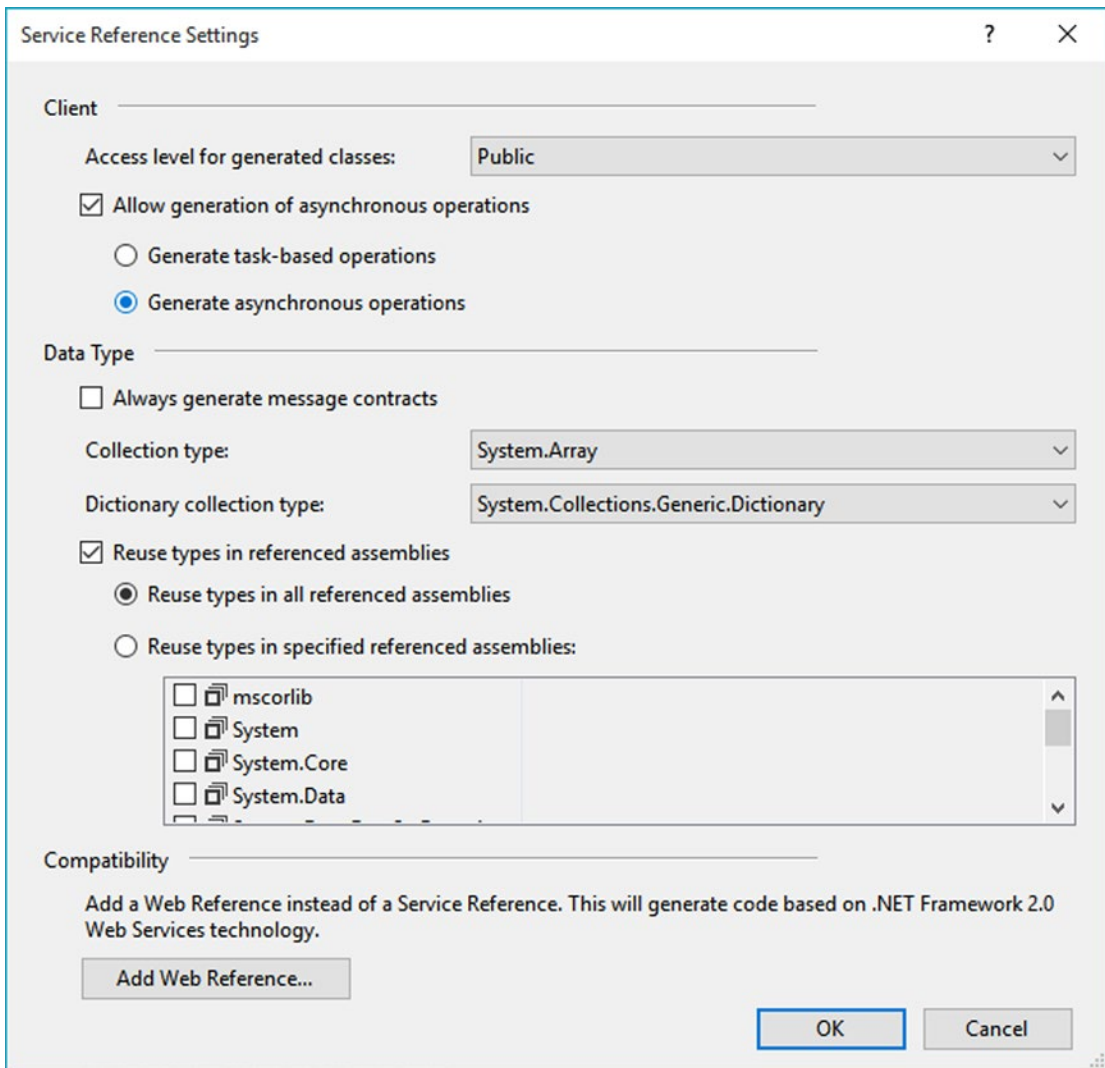 Service Reference Settings ? ✕
Client
Access level for generated classes: Public
Allow generation of asynchronous operations
Generate task-based operations
Generate asynchronous operations
Data Type
Always generate message contracts
Collection type: System.Array
Dictionary collection type: System.Collections.Generic.Dictionary
Reuse types in referenced assemblies
Reuse types in all referenced assemblies
Reuse types in specified referenced assemblies:
mscorlib
System
System.Core
System.Data
Compatibility
Add a Web Reference instead of a Service Reference. This will generate code based on .NET Framework 2.0
Web Services technology.
Add Web Reference...
OK Cancel